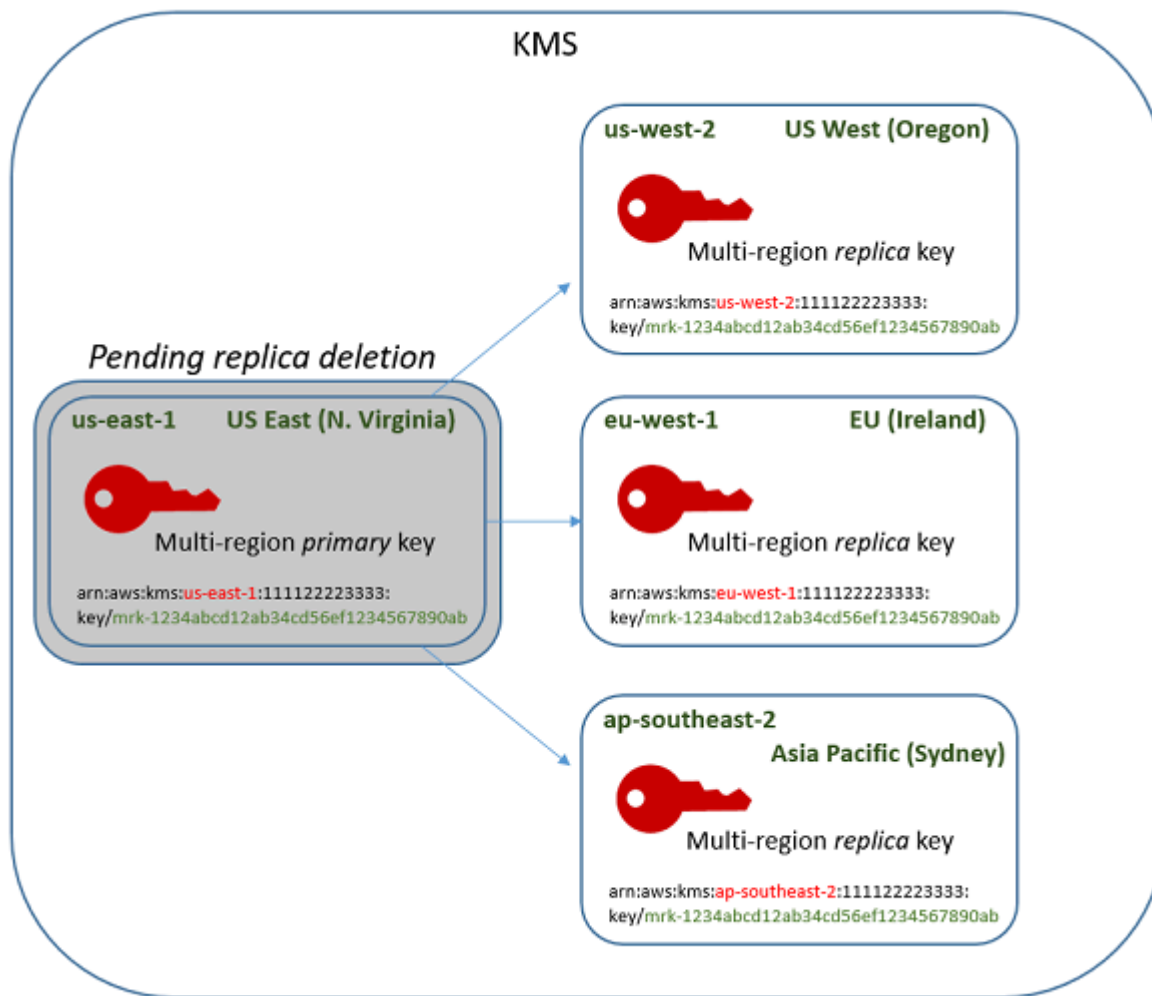 KMS
us-west-2 US West (Oregon)
Multi-region replica key
arn:aws:kms:us-west-2:111122223333:
key/mrk-1234abcd12ab34cd56ef1234567890ab
Pending replica deletion
us-east-1 US East (N. Virginia)
Multi-region primary key
arn:aws:kms:us-east-1:111122223333:
key/mrk-1234abcd12ab34cd56ef1234567890ab
eu-west-1 EU (Ireland)
Multi-region replica key
arn:aws:kms:eu-west-1:111122223333:
key/mrk-1234abcd12ab34cd56ef1234567890ab
ap-southeast-2
Asia Pacific (Sydney)
Multi-region replica key
arn:aws:kms:ap-southeast-2:111122223333:
key/mrk-1234abcd12ab34cd56ef1234567890ab